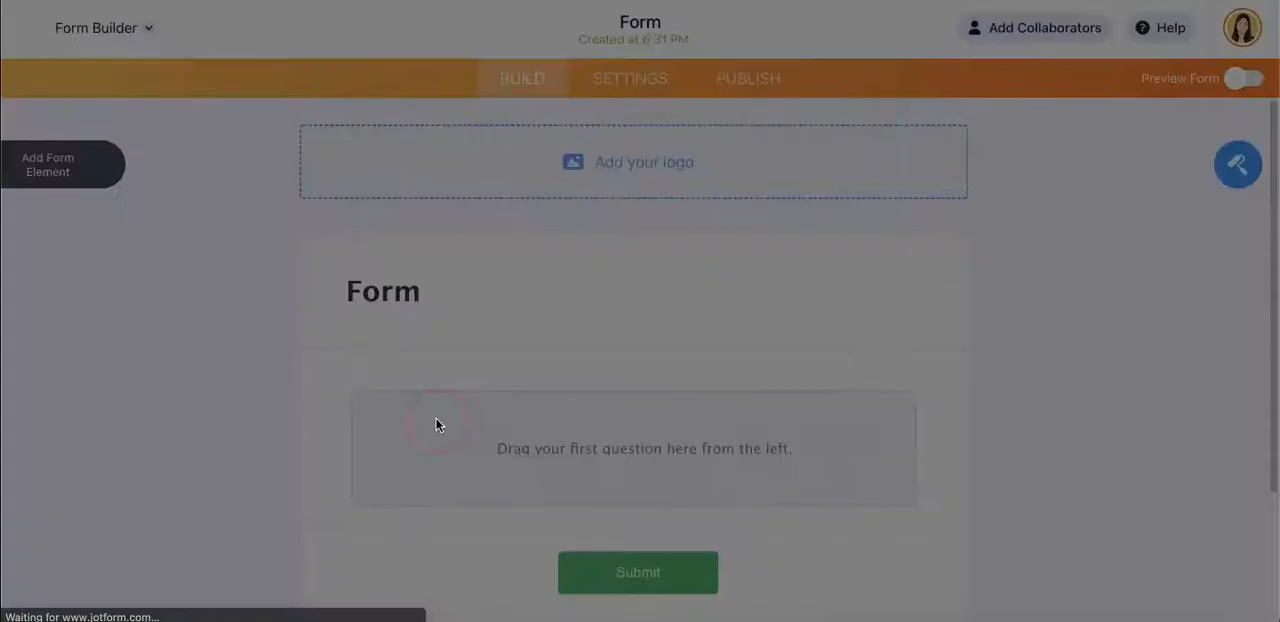 Form Builder
Form
Created at 6:31 PM
Add Collaborators
Help
BUILD
SETTINGS
PUBLISH
Preview Form
Add Form
Element
Add your logo
Form
Drag your first question here from the left.
Submit
Waiting for www.jotform.com...